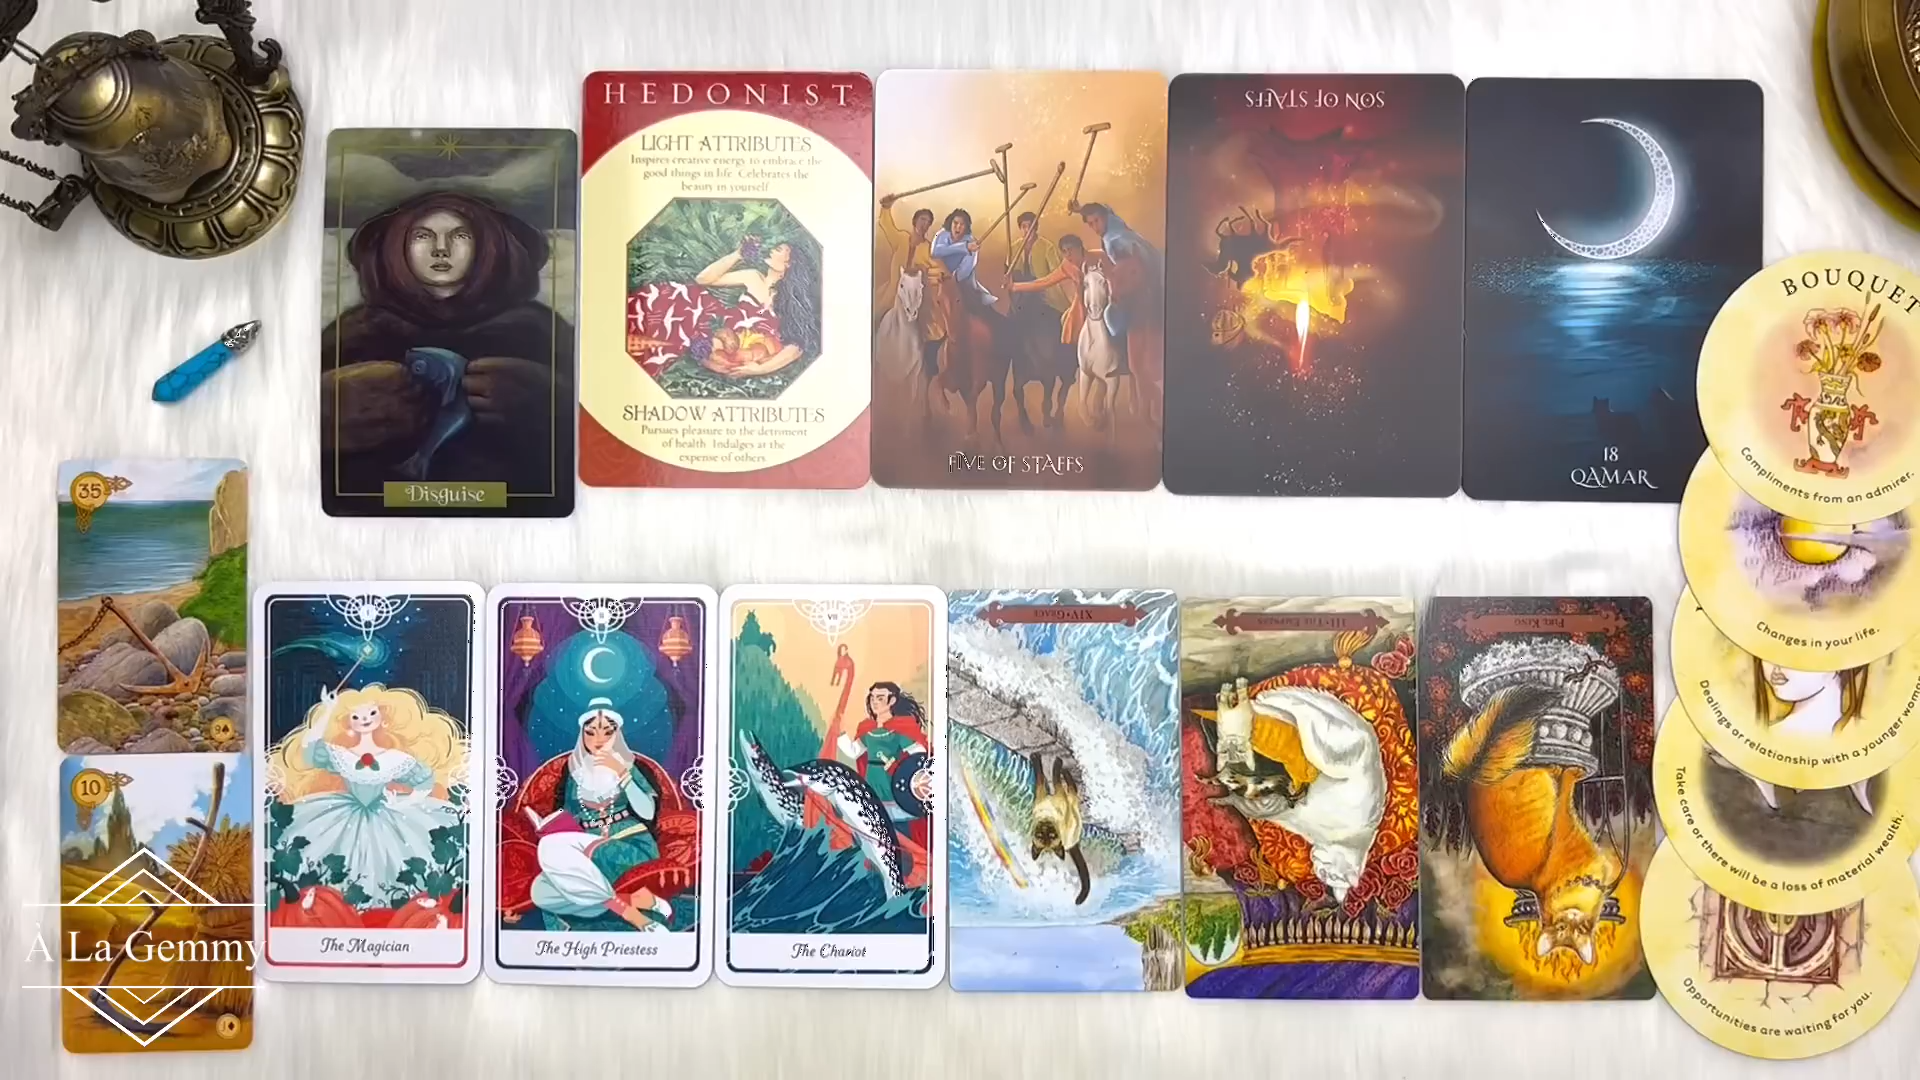 HEDONIST
LIGHT ATTRIBUTES
Inspires creative energy to embrace the
good things in life. Celebrates the
beauty in yourself
SHADOW ATTRIBUTES
Pursues pleasure to the detriment
of health. Indulges at the
expense of others
Disguise
FIVE OF STAFFS
SON OF STAFFS
18
QAMAR
BOUQUET
Compliments from an admirer.
Changes in your life.
Dealings or relationship with a younger woman
Take care or there will be a loss of material wealth.
Opportunities are waiting for you.
35
9
10
J
I
The Magician
The High Priestess
VII
The Chariot
XIV • GRACE
III • THE EMPRESS
FIRE KING
À La Gemmy